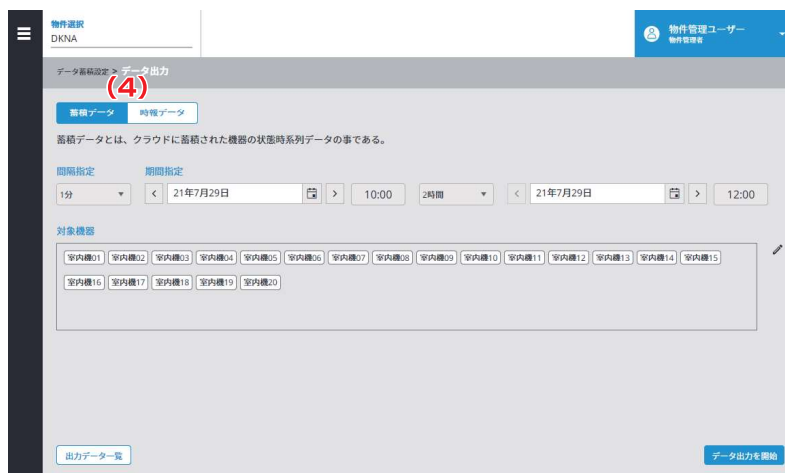 物件選択
DKNA
物件管理ユーザー
物件管理者
データ蓄積設定 > データ出力
(4)
蓄積データ 時報データ
蓄積データとは、クラウドに蓄積された機器の状態時系列データの事である。
間隔指定 期間指定
1分 21年7月29日 10:00 2時間 21年7月29日 12:00
対象機器
室内機01 室内機02 室内機03 室内機04 室内機05 室内機06 室内機07 室内機08 室内機09 室内機10 室内機11 室内機12 室内機13 室内機14 室内機15
室内機16 室内機17 室内機18 室内機19 室内機20
出力データ一覧 データ出力を開始